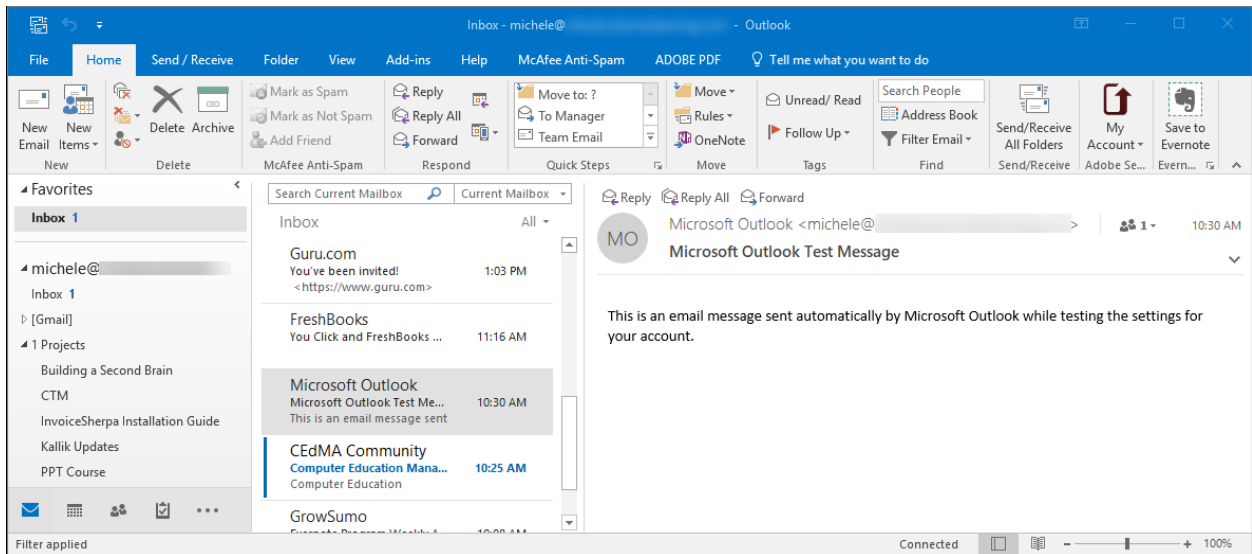 Inbox - michele@ - Outlook
File Home Send / Receive Folder View Add-ins Help McAfee Anti-Spam ADOBE PDF Tell me what you want to do
New Email
New Items
Delete
Archive
New
Delete
Mark as Spam
Mark as Not Spam
Add Friend
McAfee Anti-Spam
Reply
Reply All
Forward
Respond
Move to: ?
To Manager
Team Email
Quick Steps
Move
Rules
OneNote
Move
Unread/ Read
Follow Up
Tags
Search People
Address Book
Filter Email
Find
Send/Receive
All Folders
Send/Receive
My
Account
Adobe Se...
Save to
Evernote
Evern...
Favorites
Inbox 1
michele@
Inbox 1
[Gmail]
1 Projects
Building a Second Brain
CTM
InvoiceSherpa Installation Guide
Kallik Updates
PPT Course
Search Current Mailbox Current Mailbox
Inbox All
Guru.com
You've been invited! 1:03 PM
<https://www.guru.com>
FreshBooks
You Click and FreshBooks ... 11:16 AM
Microsoft Outlook
Microsoft Outlook Test Me... 10:30 AM
This is an email message sent
CEdMA Community
Computer Education Mana... 10:25 AM
Computer Education
GrowSumo
Reply Reply All Forward
MO
Microsoft Outlook <michele@ > 1 10:30 AM
Microsoft Outlook Test Message
This is an email message sent automatically by Microsoft Outlook while testing the settings for
your account.
Filter applied
Connected
100%